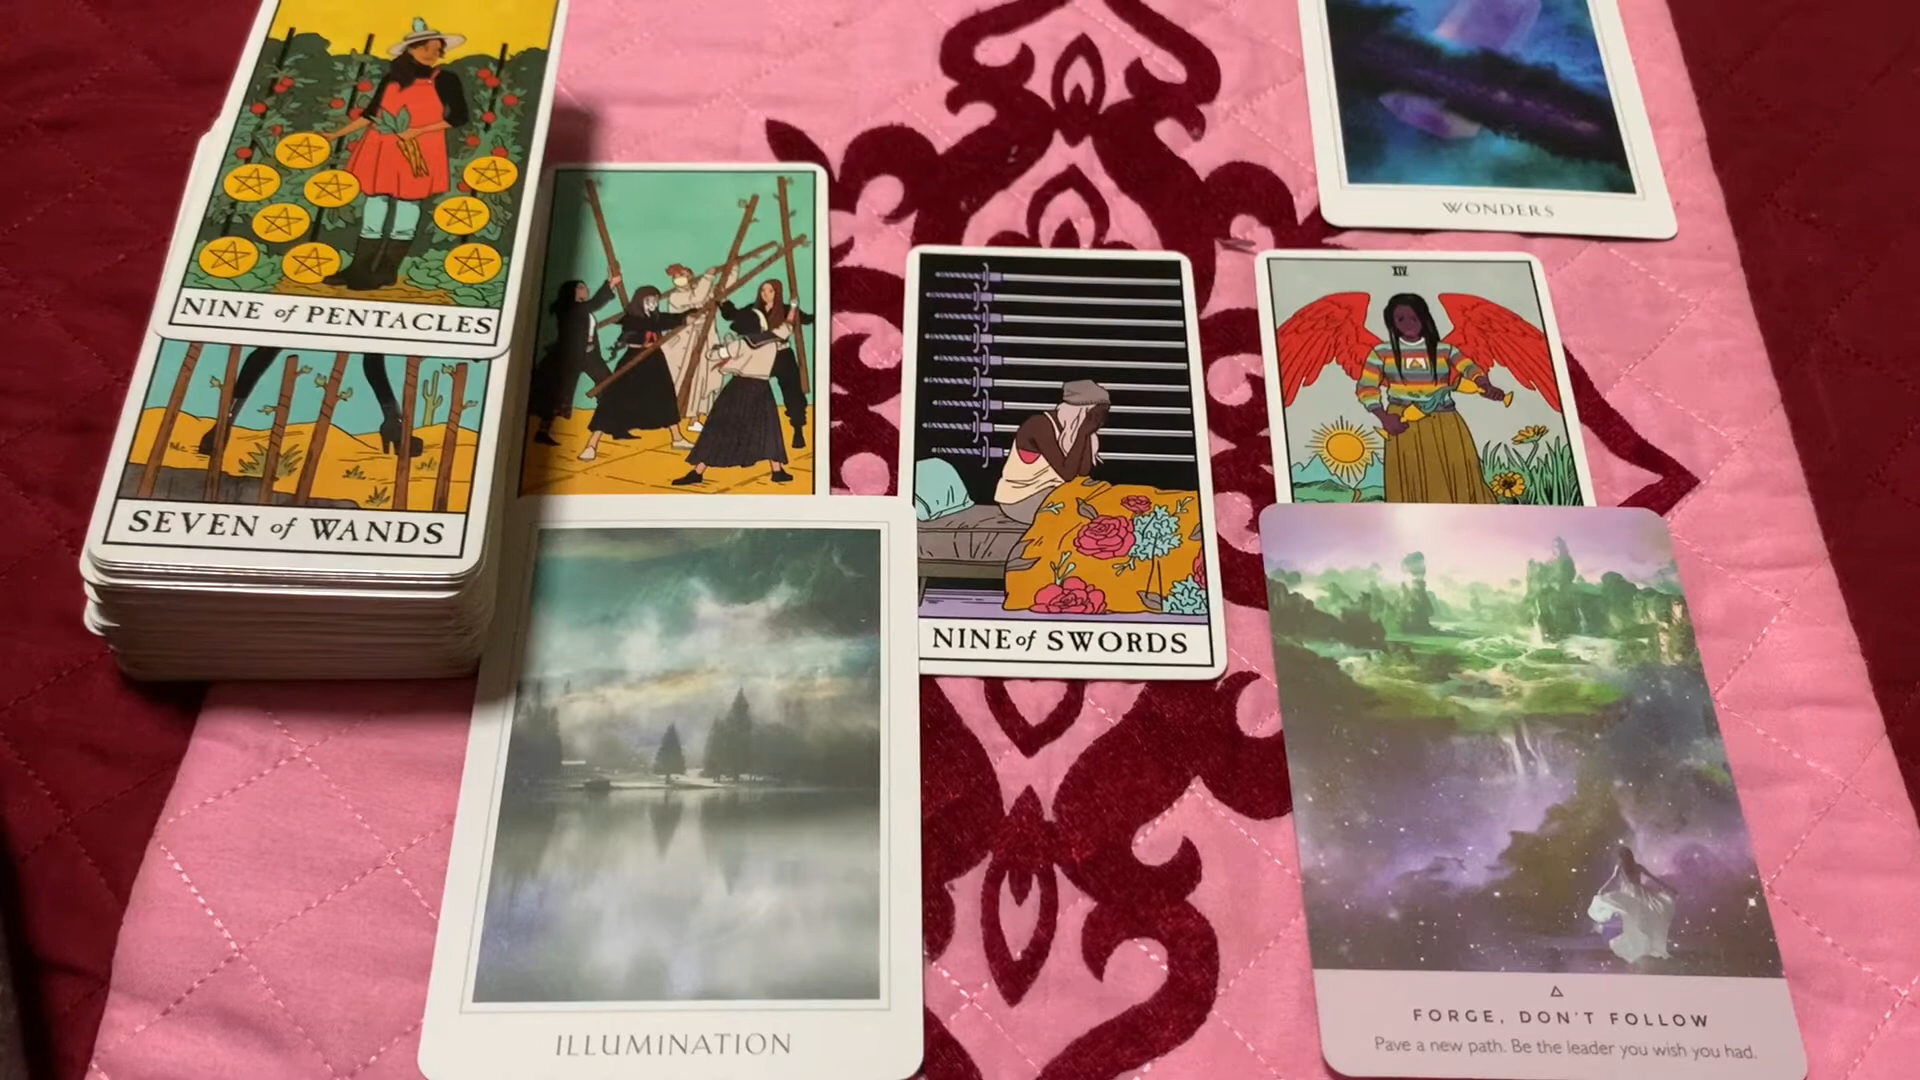 NINE of PENTACLES
SEVEN of WANDS
WONDERS
XIV
NINE of SWORDS
ILLUMINATION
FORGE, DON'T FOLLOW
Pave a new path. Be the leader you wish you had.